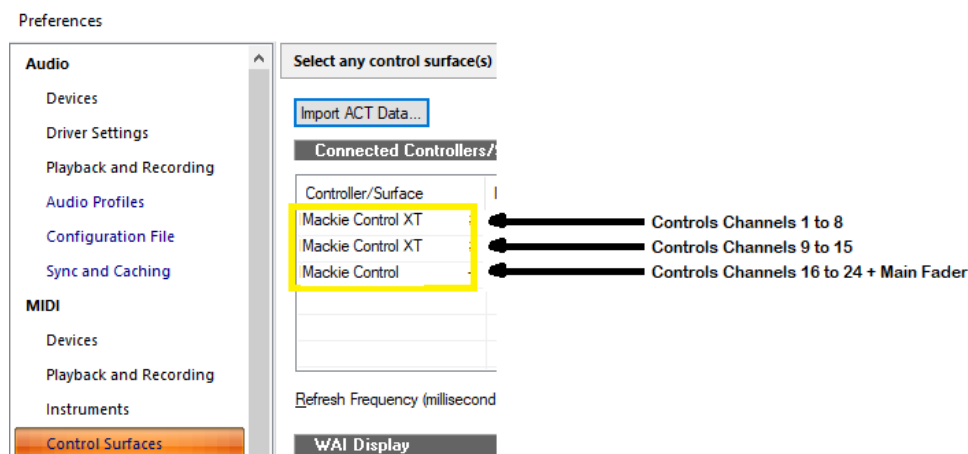 Preferences
Audio
Devices
Driver Settings
Playback and Recording
Audio Profiles
Configuration File
Sync and Caching
MIDI
Devices
Playback and Recording
Instruments
Control Surfaces
Select any control surface(s)
Import ACT Data...
Connected Controllers/
Controller/Surface
Mackie Control XT Controls Channels 1 to 8
Mackie Control XT Controls Channels 9 to 15
Mackie Control Controls Channels 16 to 24 + Main Fader
Refresh Frequency (millisecond
WAI Display